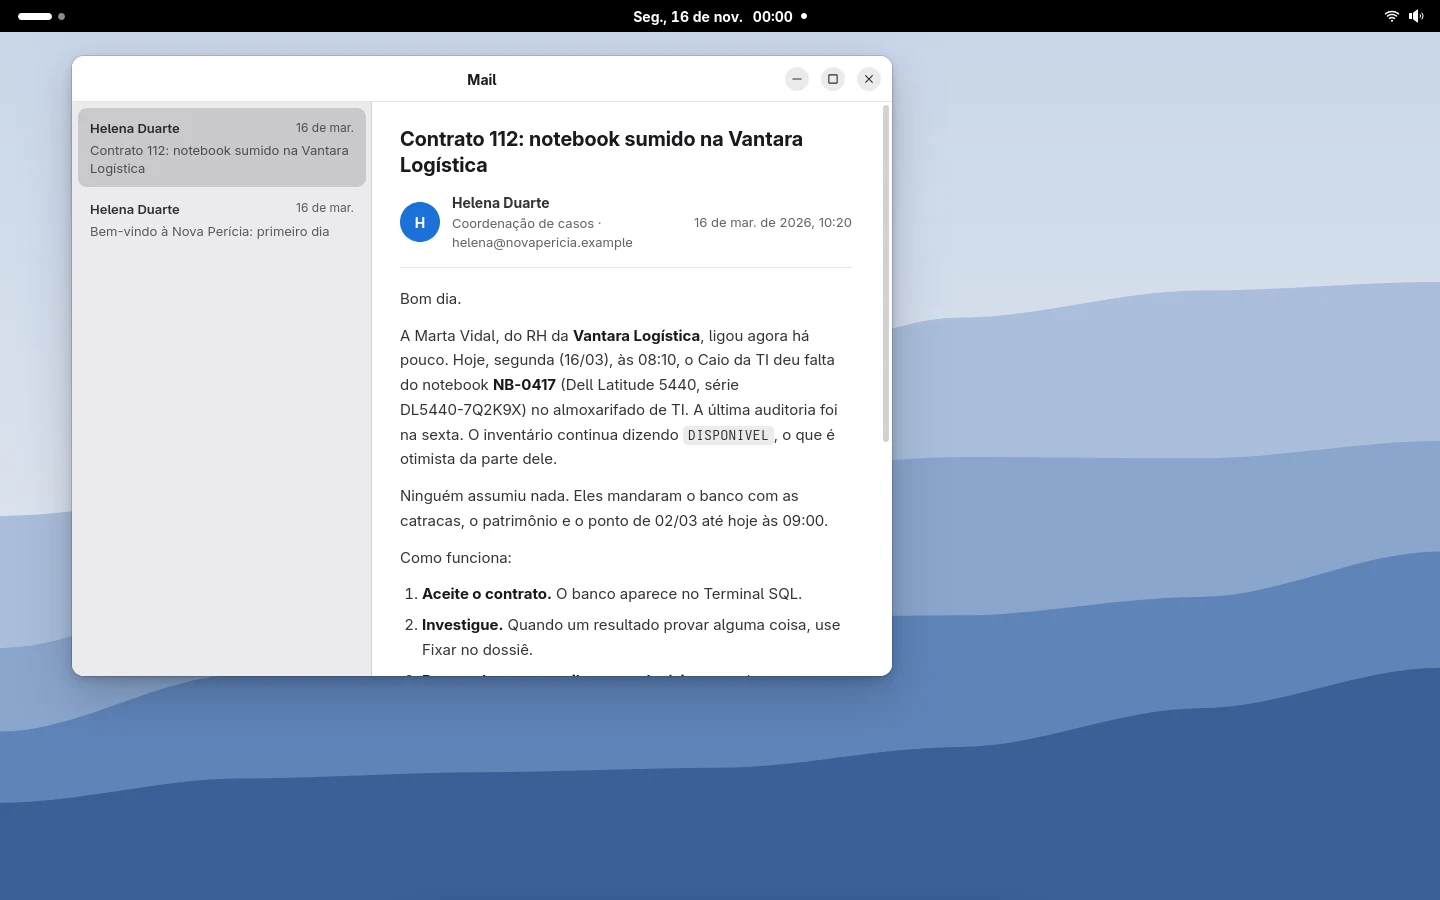 Seg., 16 de nov. 00:00
Mail
Helena Duarte 16 de mar.
Contrato 112: notebook sumido na Vantara
Logística
Helena Duarte 16 de mar.
Bem-vindo à Nova Perícia: primeiro dia
Contrato 112: notebook sumido na Vantara
Logística
H
Helena Duarte
Coordenação de casos ·
helena@novapericia.example
16 de mar. de 2026, 10:20
Bom dia.
A Marta Vidal, do RH da Vantara Logística, ligou agora há
pouco. Hoje, segunda (16/03), às 08:10, o Caio da TI deu falta
do notebook NB-0417 (Dell Latitude 5440, série
DL5440-7Q2K9X) no almoxarifado de TI. A última auditoria foi
na sexta. O inventário continua dizendo DISPONIVEL, o que é
otimista da parte dele.
Ninguém assumiu nada. Eles mandaram o banco com as
catracas, o patrimônio e o ponto de 02/03 até hoje às 09:00.
Como funciona:
1. Aceite o contrato. O banco aparece no Terminal SQL.
2. Investigue. Quando um resultado provar alguma coisa, use
Fixar no dossiê.